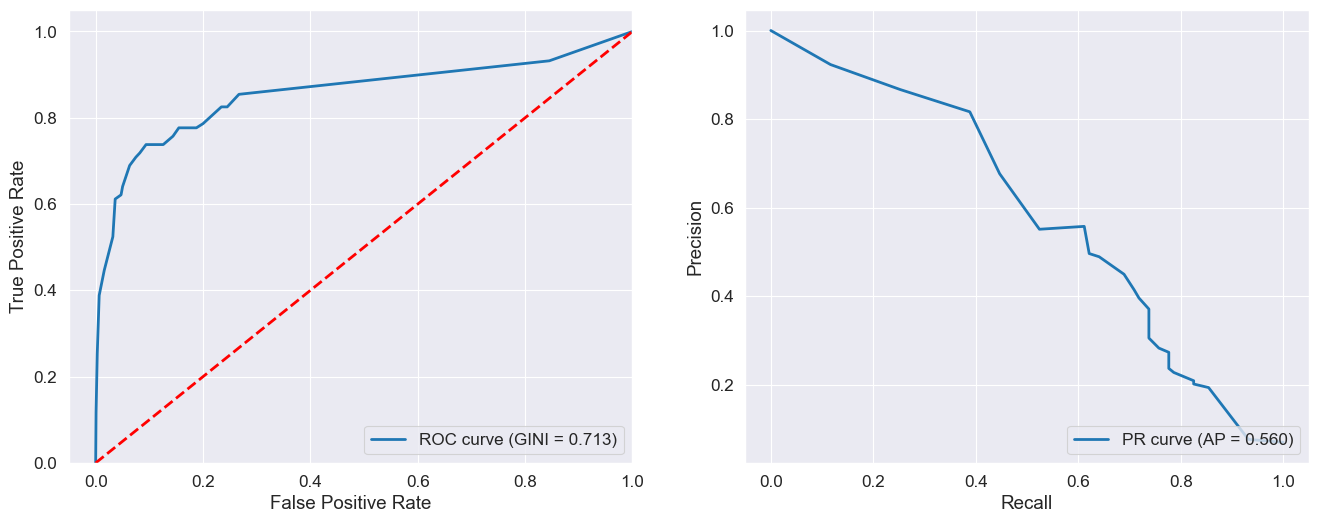 1.0
0.8
0.6
0.4
0.2
0.0
True Positive Rate
0.0 0.2 0.4 0.6 0.8 1.0
False Positive Rate
ROC curve (GINI = 0.713)
1.0
0.8
0.6
0.4
0.2
Precision
0.0 0.2 0.4 0.6 0.8 1.0
Recall
PR curve (AP = 0.560)